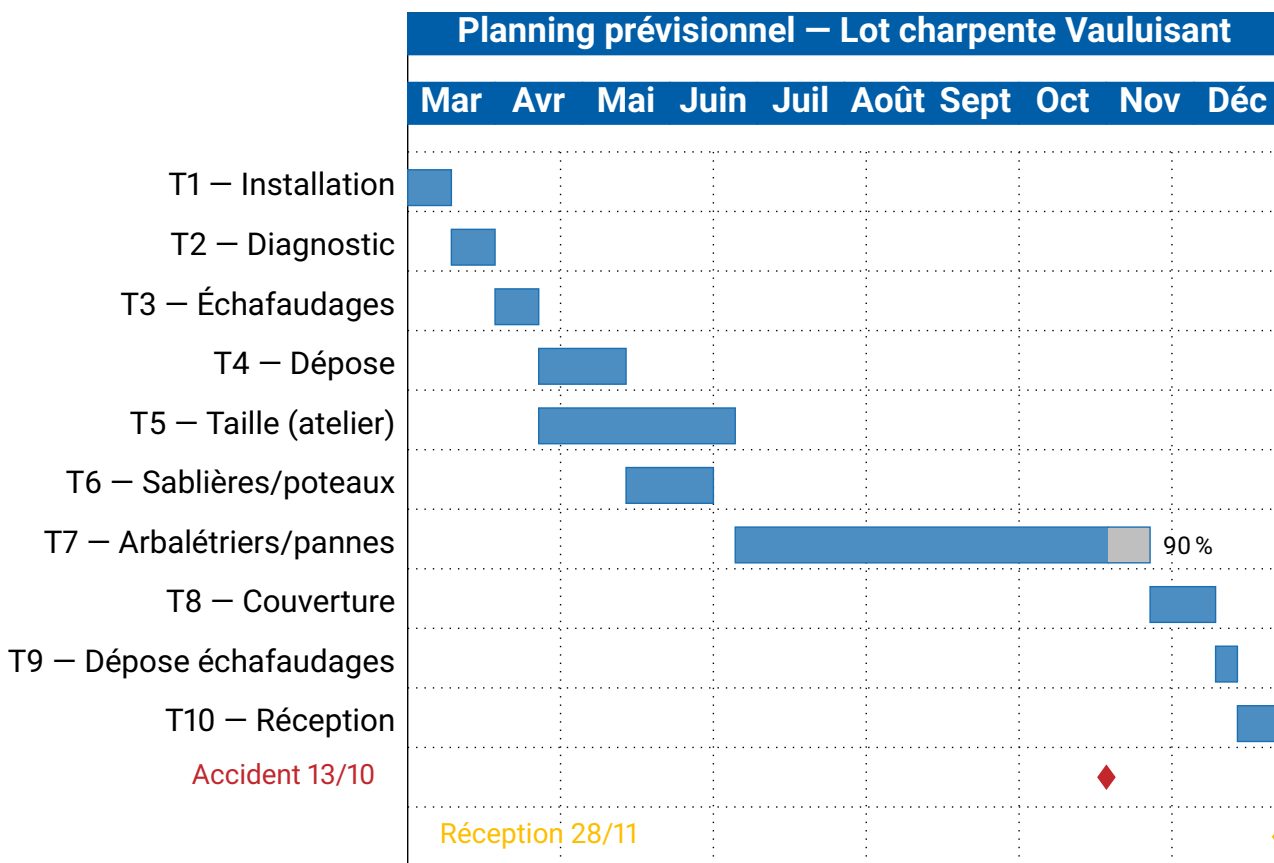 Planning prévisionnel — Lot charpente Vauluisant
Mar Avr Mai Juin Juil Août Sept Oct Nov Déc
T1 — Installation
T2 — Diagnostic
T3 — Échafaudages
T4 — Dépose
T5 — Taille (atelier)
T6 — Sablières/poteaux
T7 — Arbalétriers/pannes 90 %
T8 — Couverture
T9 — Dépose échafaudages
T10 — Réception
Accident 13/10
Réception 28/11